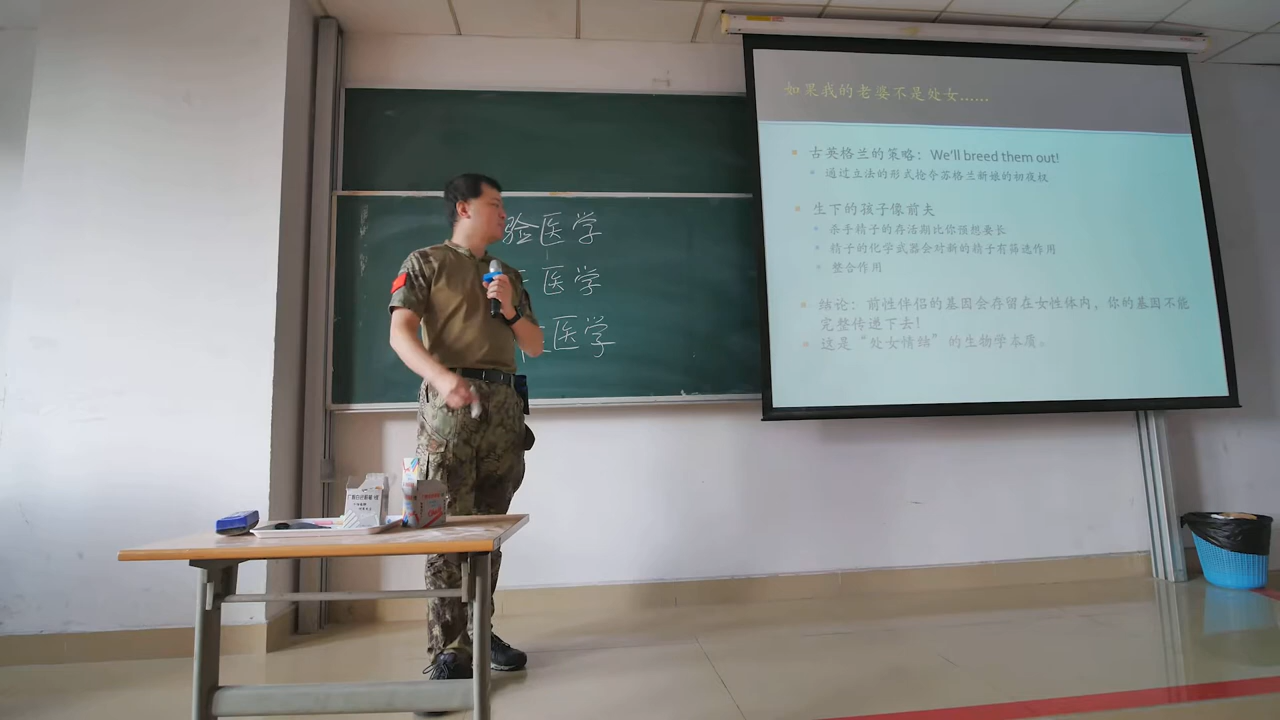 如果我的老婆不是处女……
古英格兰的策略：We'll breed them out!
通过立法的形式抢夺苏格兰新娘的初夜权
生下的孩子像前夫
杀手精子的存活期比你预想要长
精子的化学武器会对新的精子有筛选作用
整合作用
结论：前性伴侣的基因会存留在女性体内，你的基因不能
完整传递下去！
这是“处女情结”的生物学本质。
验医学
医学
医学